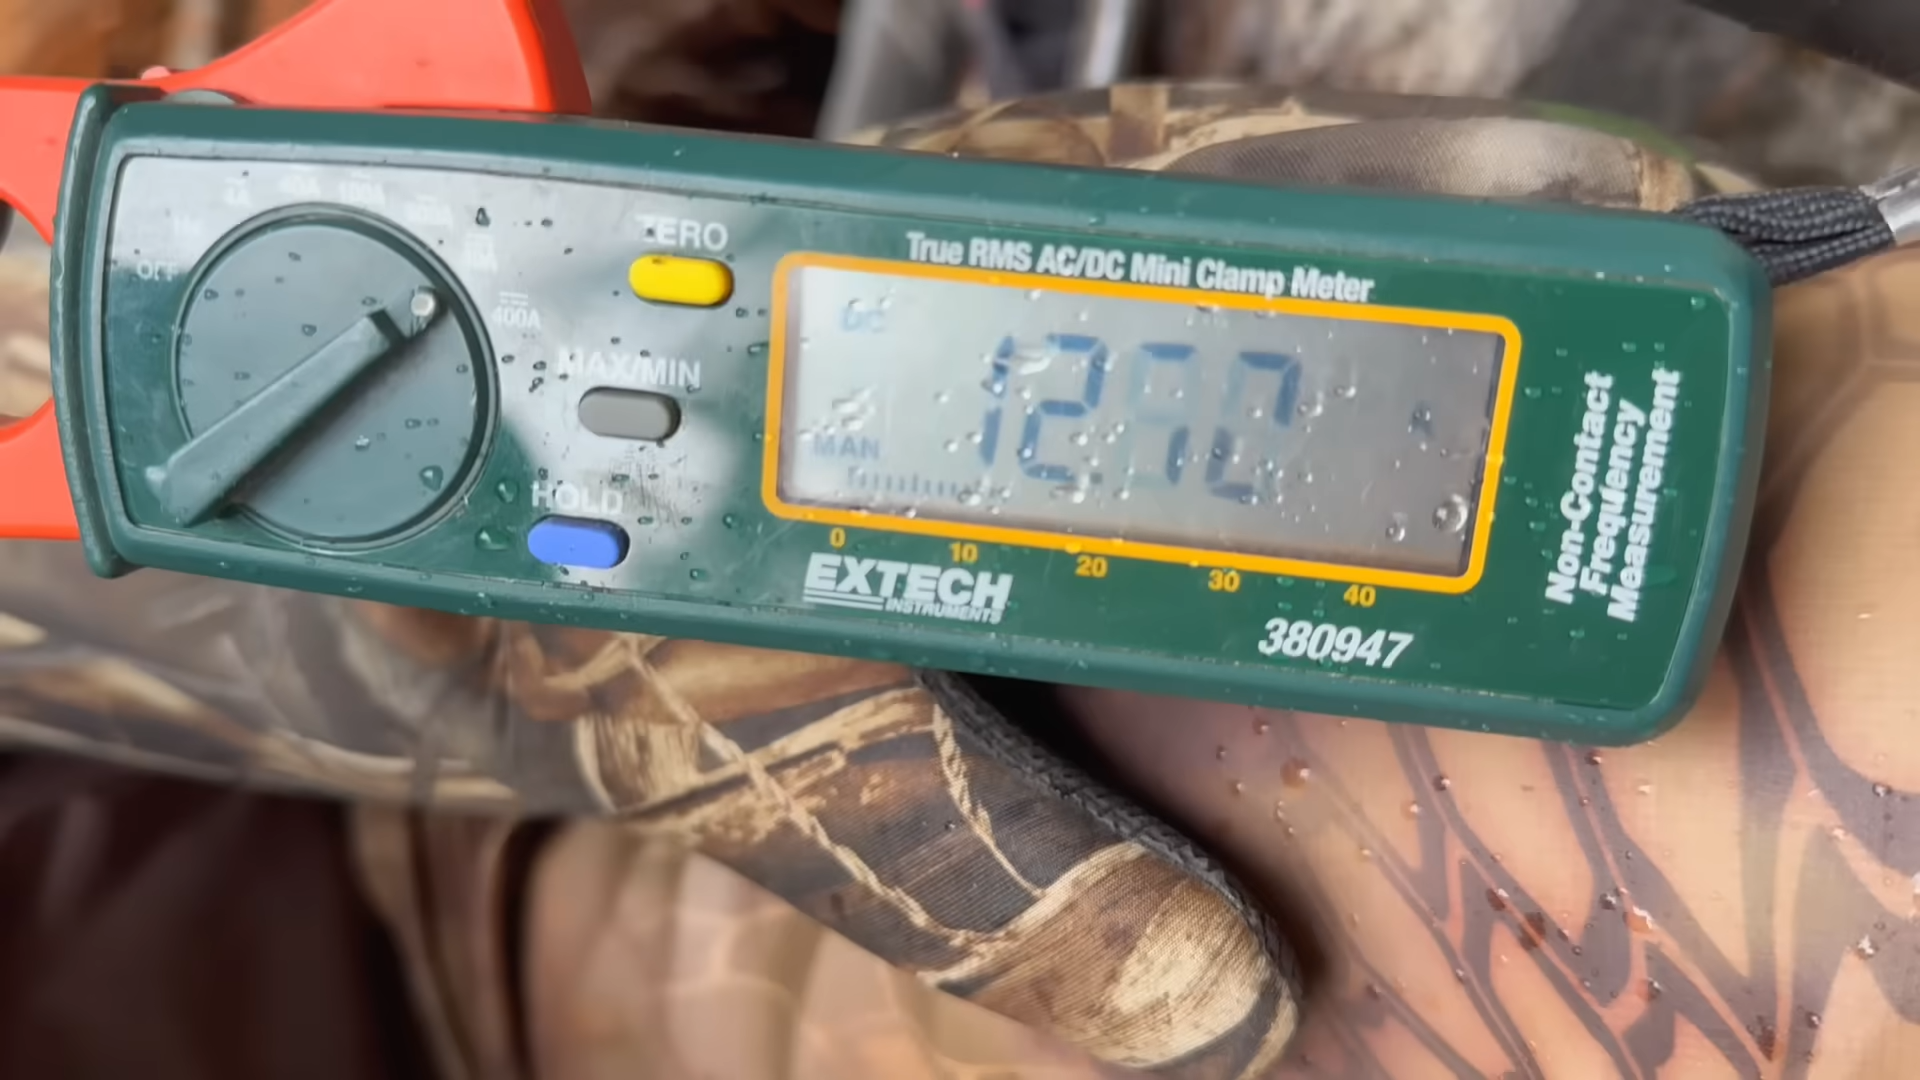 OFF
400A
ZERO
MAX/MIN
HOLD
True RMS AC/DC Mini Clamp Meter
DC
MAN
0 10 20 30 40
EXTECH
INSTRUMENTS
380947
Non-Contact
Frequency
Measurement